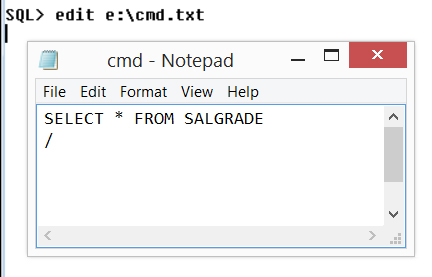 SQL> edit e:\cmd.txt
cmd - Notepad
File Edit Format View Help
SELECT * FROM SALGRADE
/